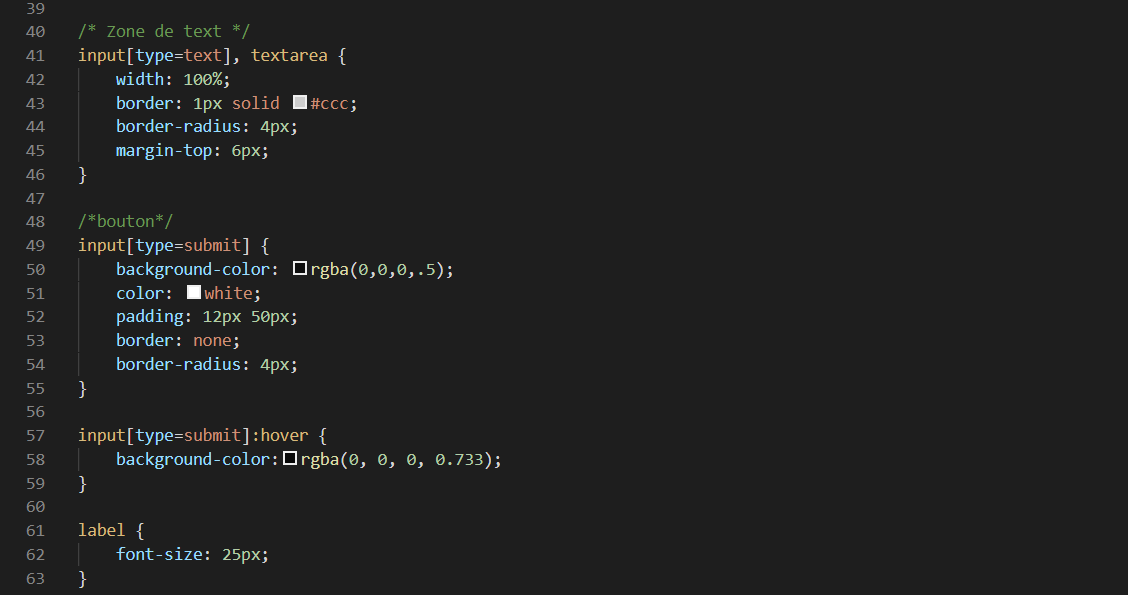 39
40 /* Zone de text */
41 input[type=text], textarea {
42     width: 100%;
43     border: 1px solid #ccc;
44     border-radius: 4px;
45     margin-top: 6px;
46 }
47
48 /*bouton*/
49 input[type=submit] {
50     background-color: rgba(0,0,0,.5);
51     color: white;
52     padding: 12px 50px;
53     border: none;
54     border-radius: 4px;
55 }
56
57 input[type=submit]:hover {
58     background-color:rgba(0, 0, 0, 0.733);
59 }
60
61 label {
62     font-size: 25px;
63 }